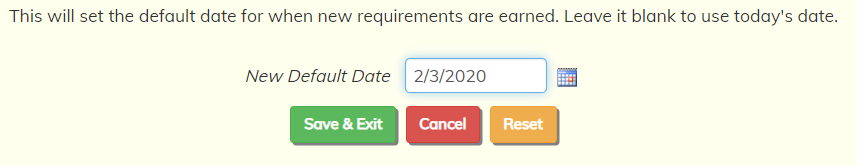 This will set the default date for when new requirements are earned. Leave it blank to use today's date.
New Default Date 2/3/2020
Save & Exit Cancel Reset